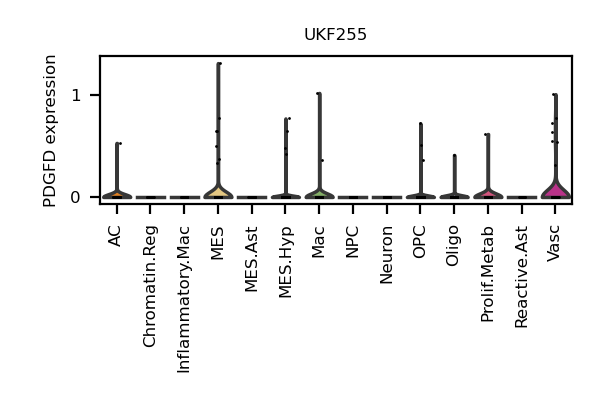 UKF255
PDGFD expression
1
0
AC
Chromatin.Reg
Inflammatory.Mac
MES
MES.Ast
MES.Hyp
Mac
NPC
Neuron
OPC
Oligo
Prolif.Metab
Reactive.Ast
Vasc